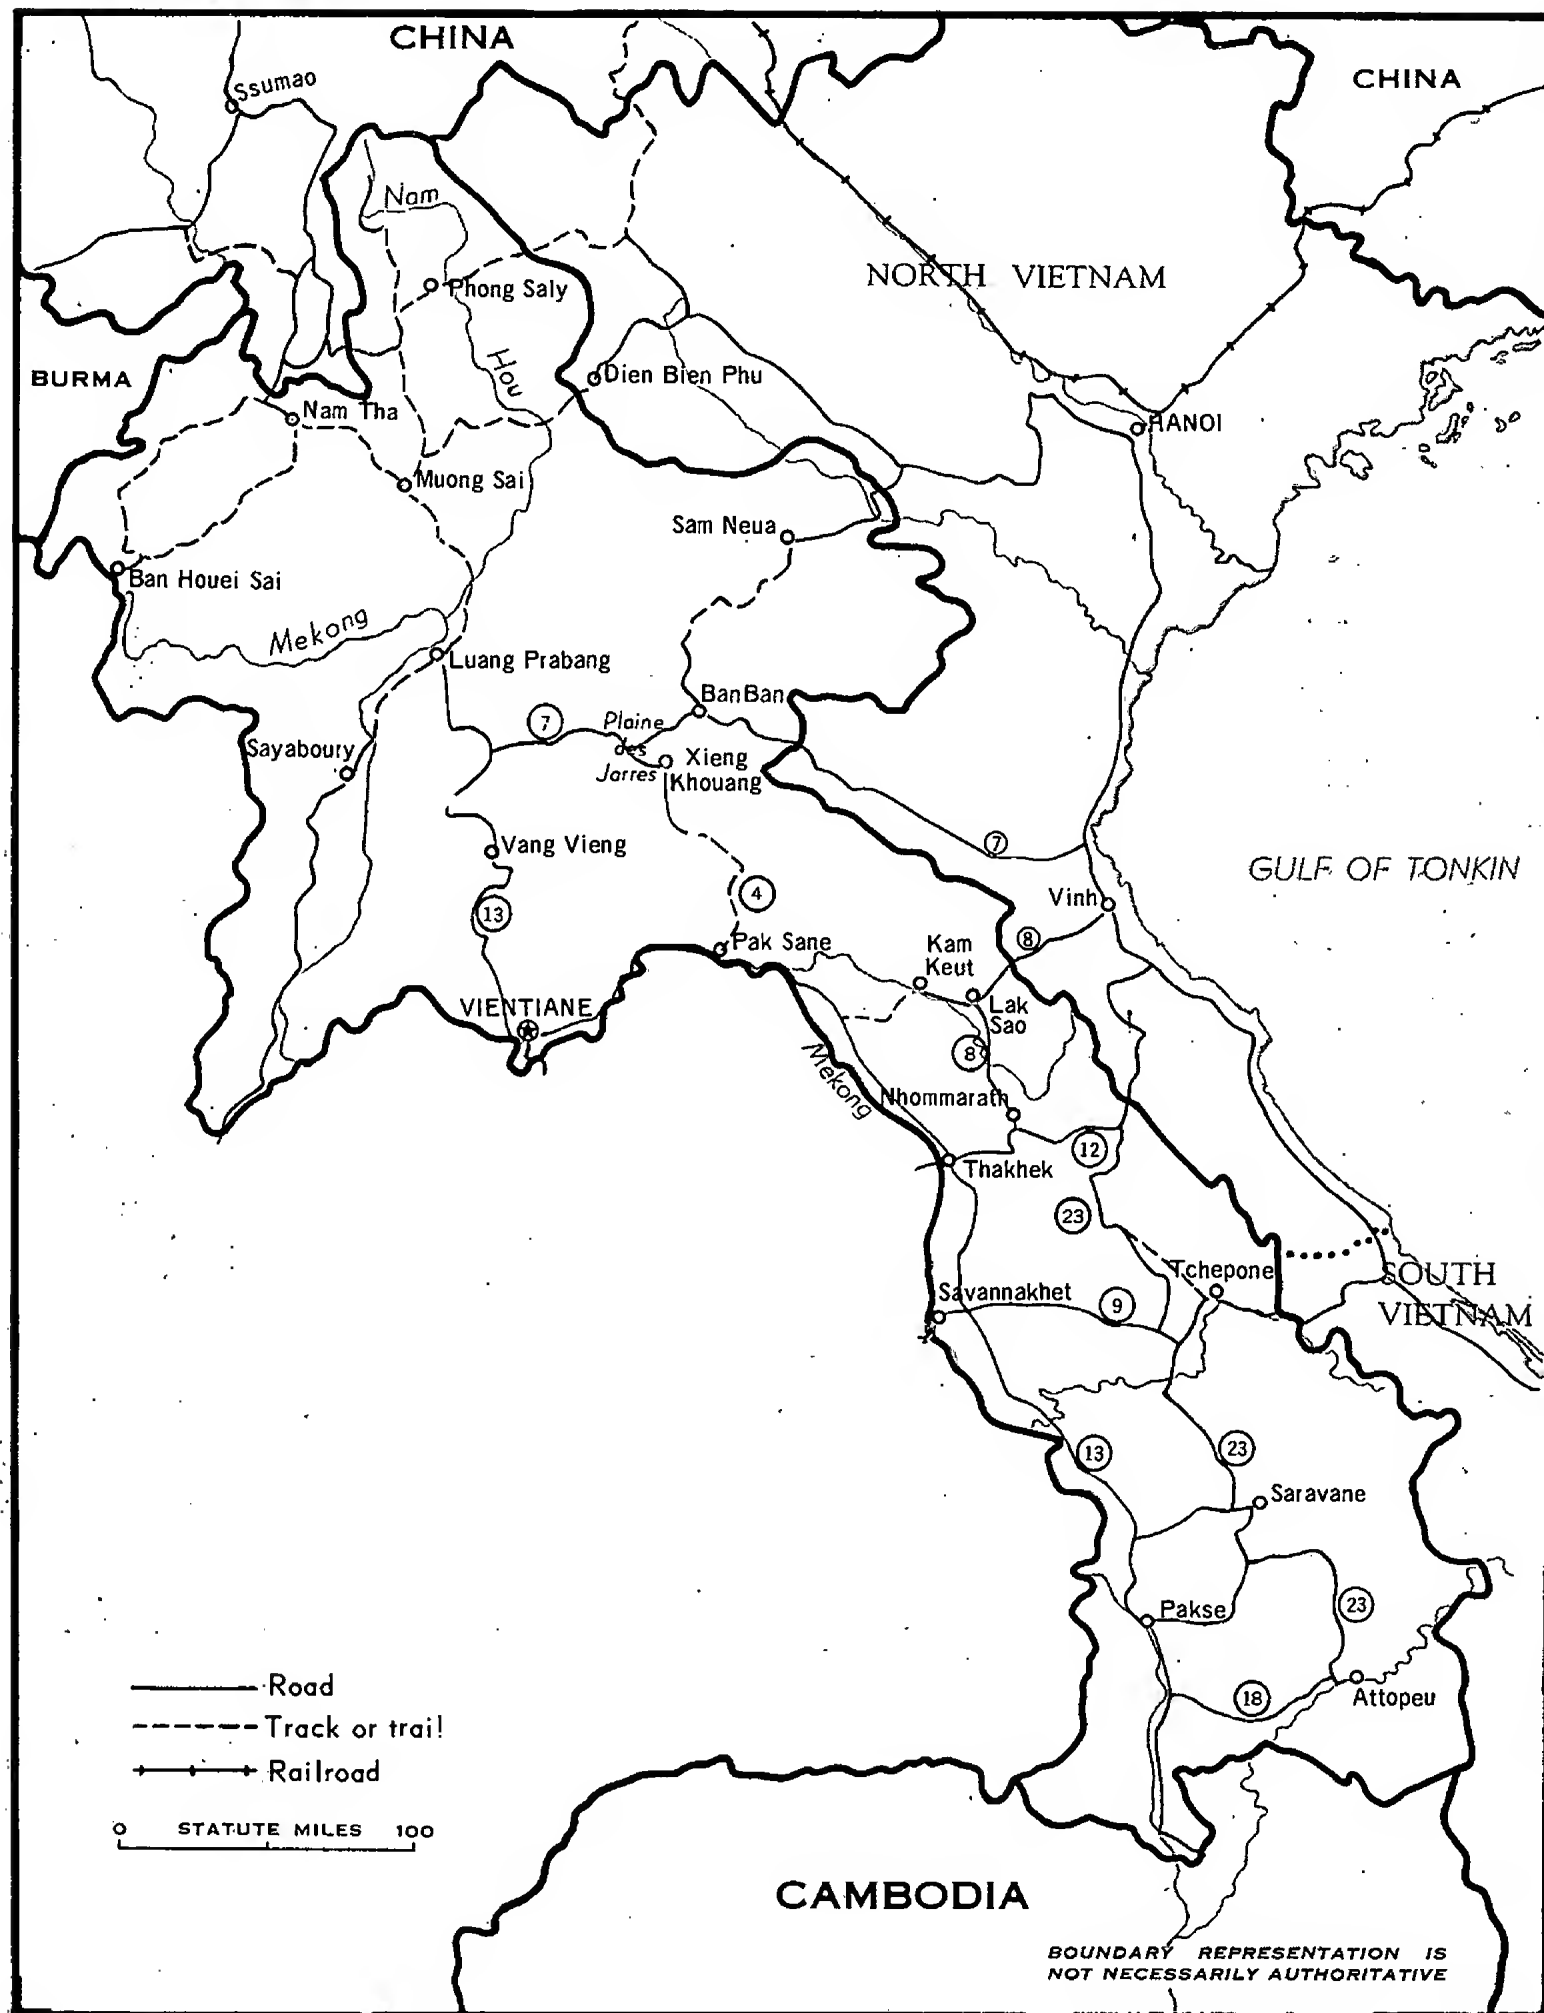 CHINA
CHINA
Ssumao
Nam
NORTH VIETNAM
Phong Saly
Hou
BURMA
Dien Bien Phu
Nam Tha
HANOI
Muong Sai
Sam Neua
Ban Houei Sai
Mekong
Luang Prabang
BanBan
7
Plaine
des
Jarres
Xieng
Khouang
Sayaboury
Vang Vieng
7
GULF OF TONKIN
4
Vinh
13
8
Pak Sane
Kam
Keut
VIENTIANE
Lak
Sao
8
Mekong
Nhommarath
12
Thakhek
23
Tchepone
SOUTH
VIETNAM
Savannakhet
9
13
23
Saravane
Pakse
23
18
Attopeu
Road
Track or trail
Railroad
0 STATUTE MILES 100
CAMBODIA
BOUNDARY REPRESENTATION IS
NOT NECESSARILY AUTHORITATIVE